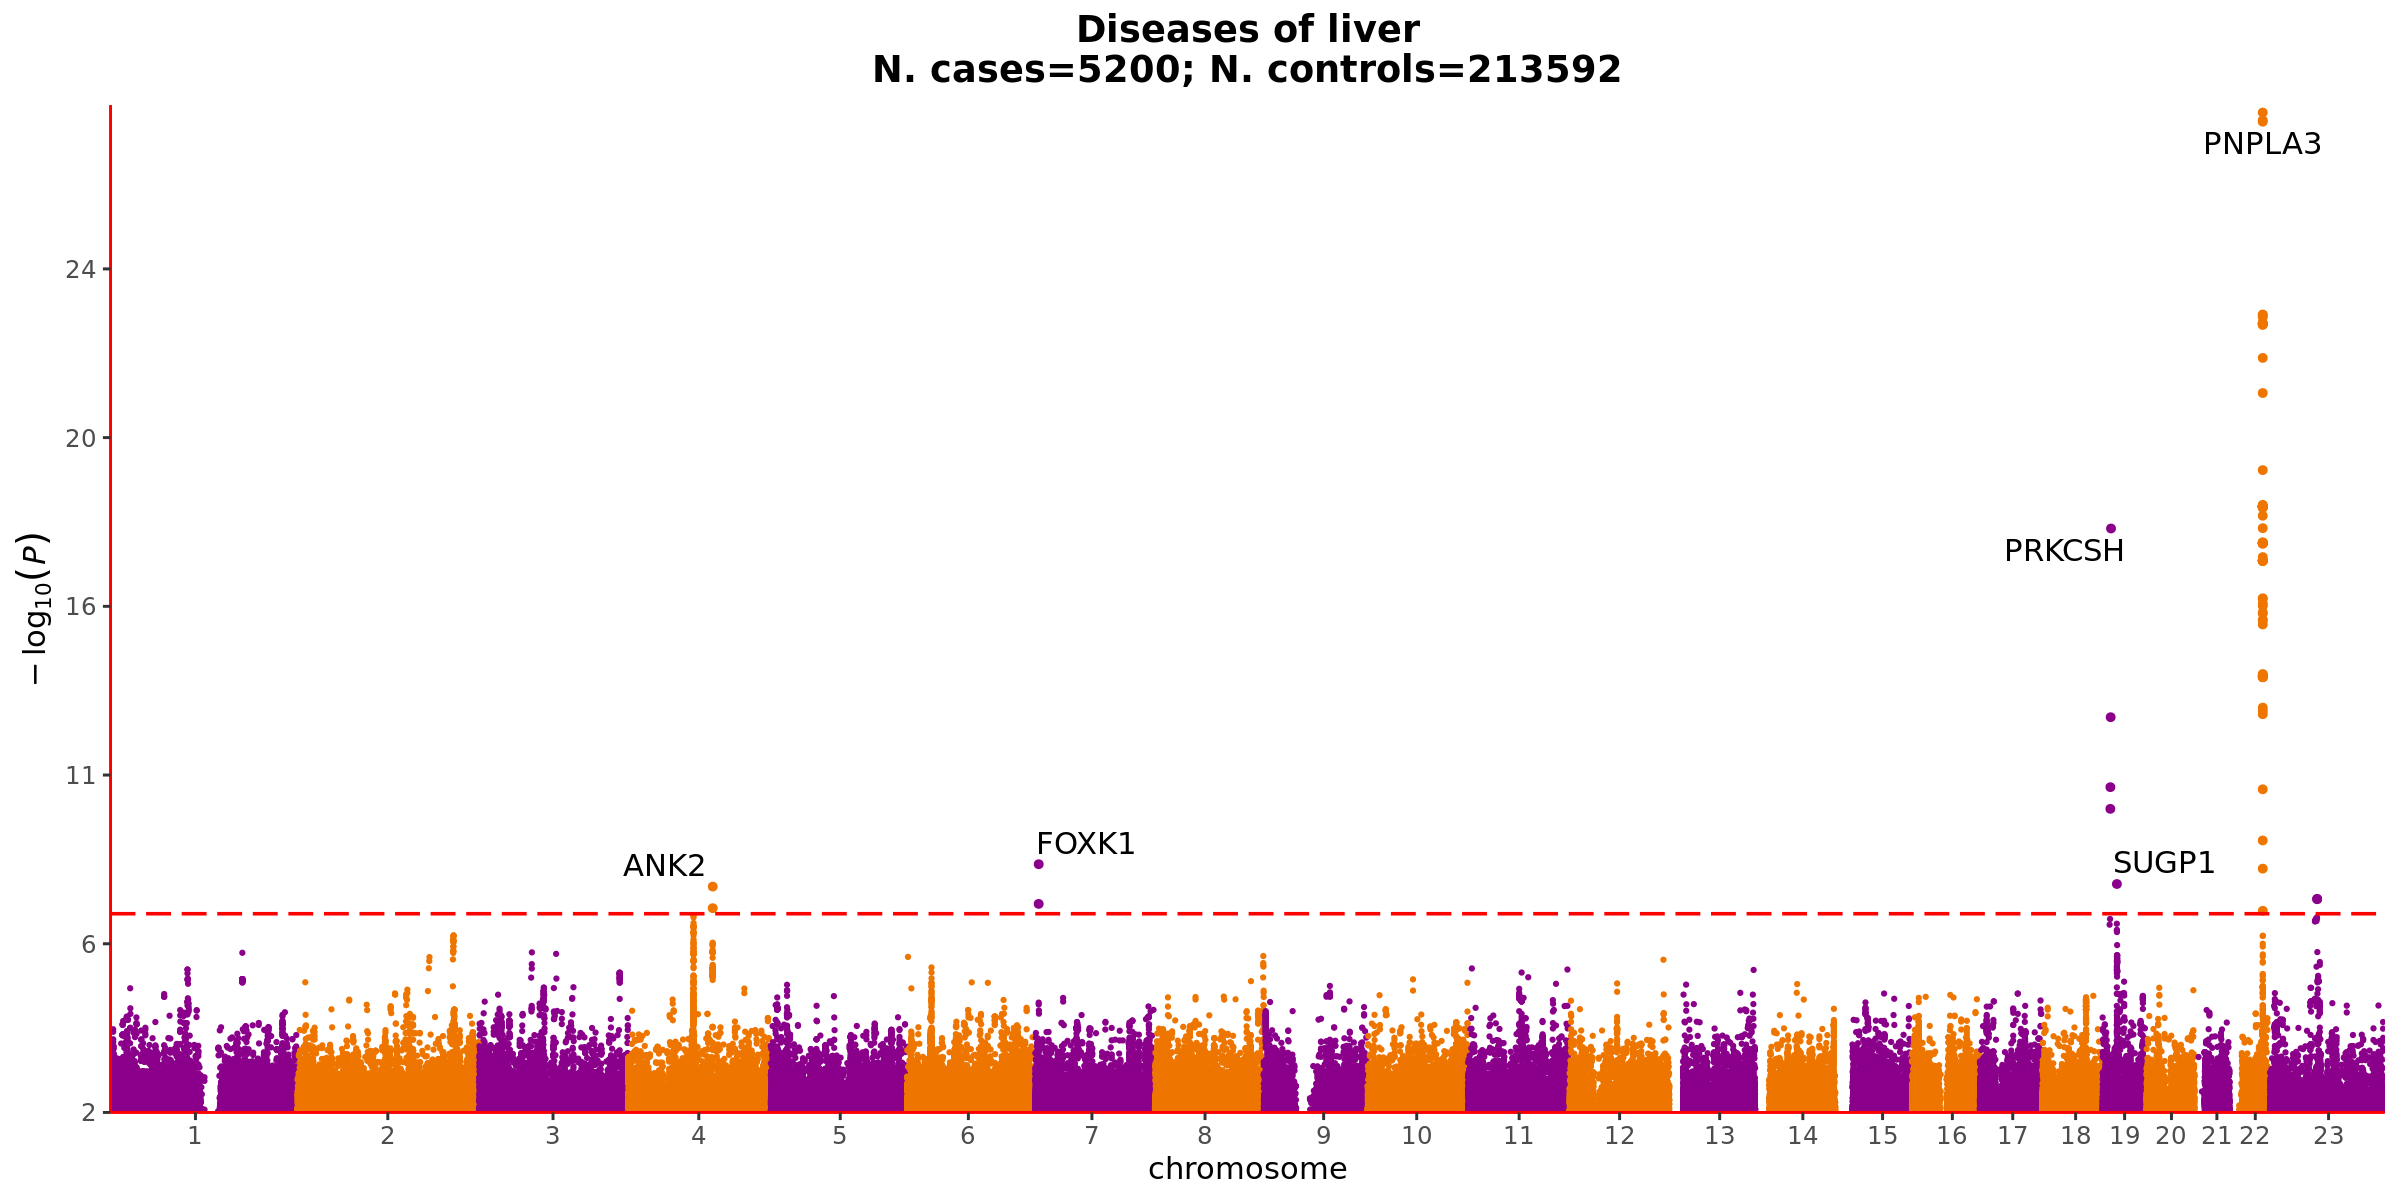 Diseases of liver
N. cases=5200; N. controls=213592
PNPLA3
24
20
PRKCSH
16
− log10(P)
11
FOXK1
ANK2
SUGP1
6
2
1 2 3 4 5 6 7 8 9 10 11 12 13 14 15 16 17 18 19 20 21 22 23
chromosome